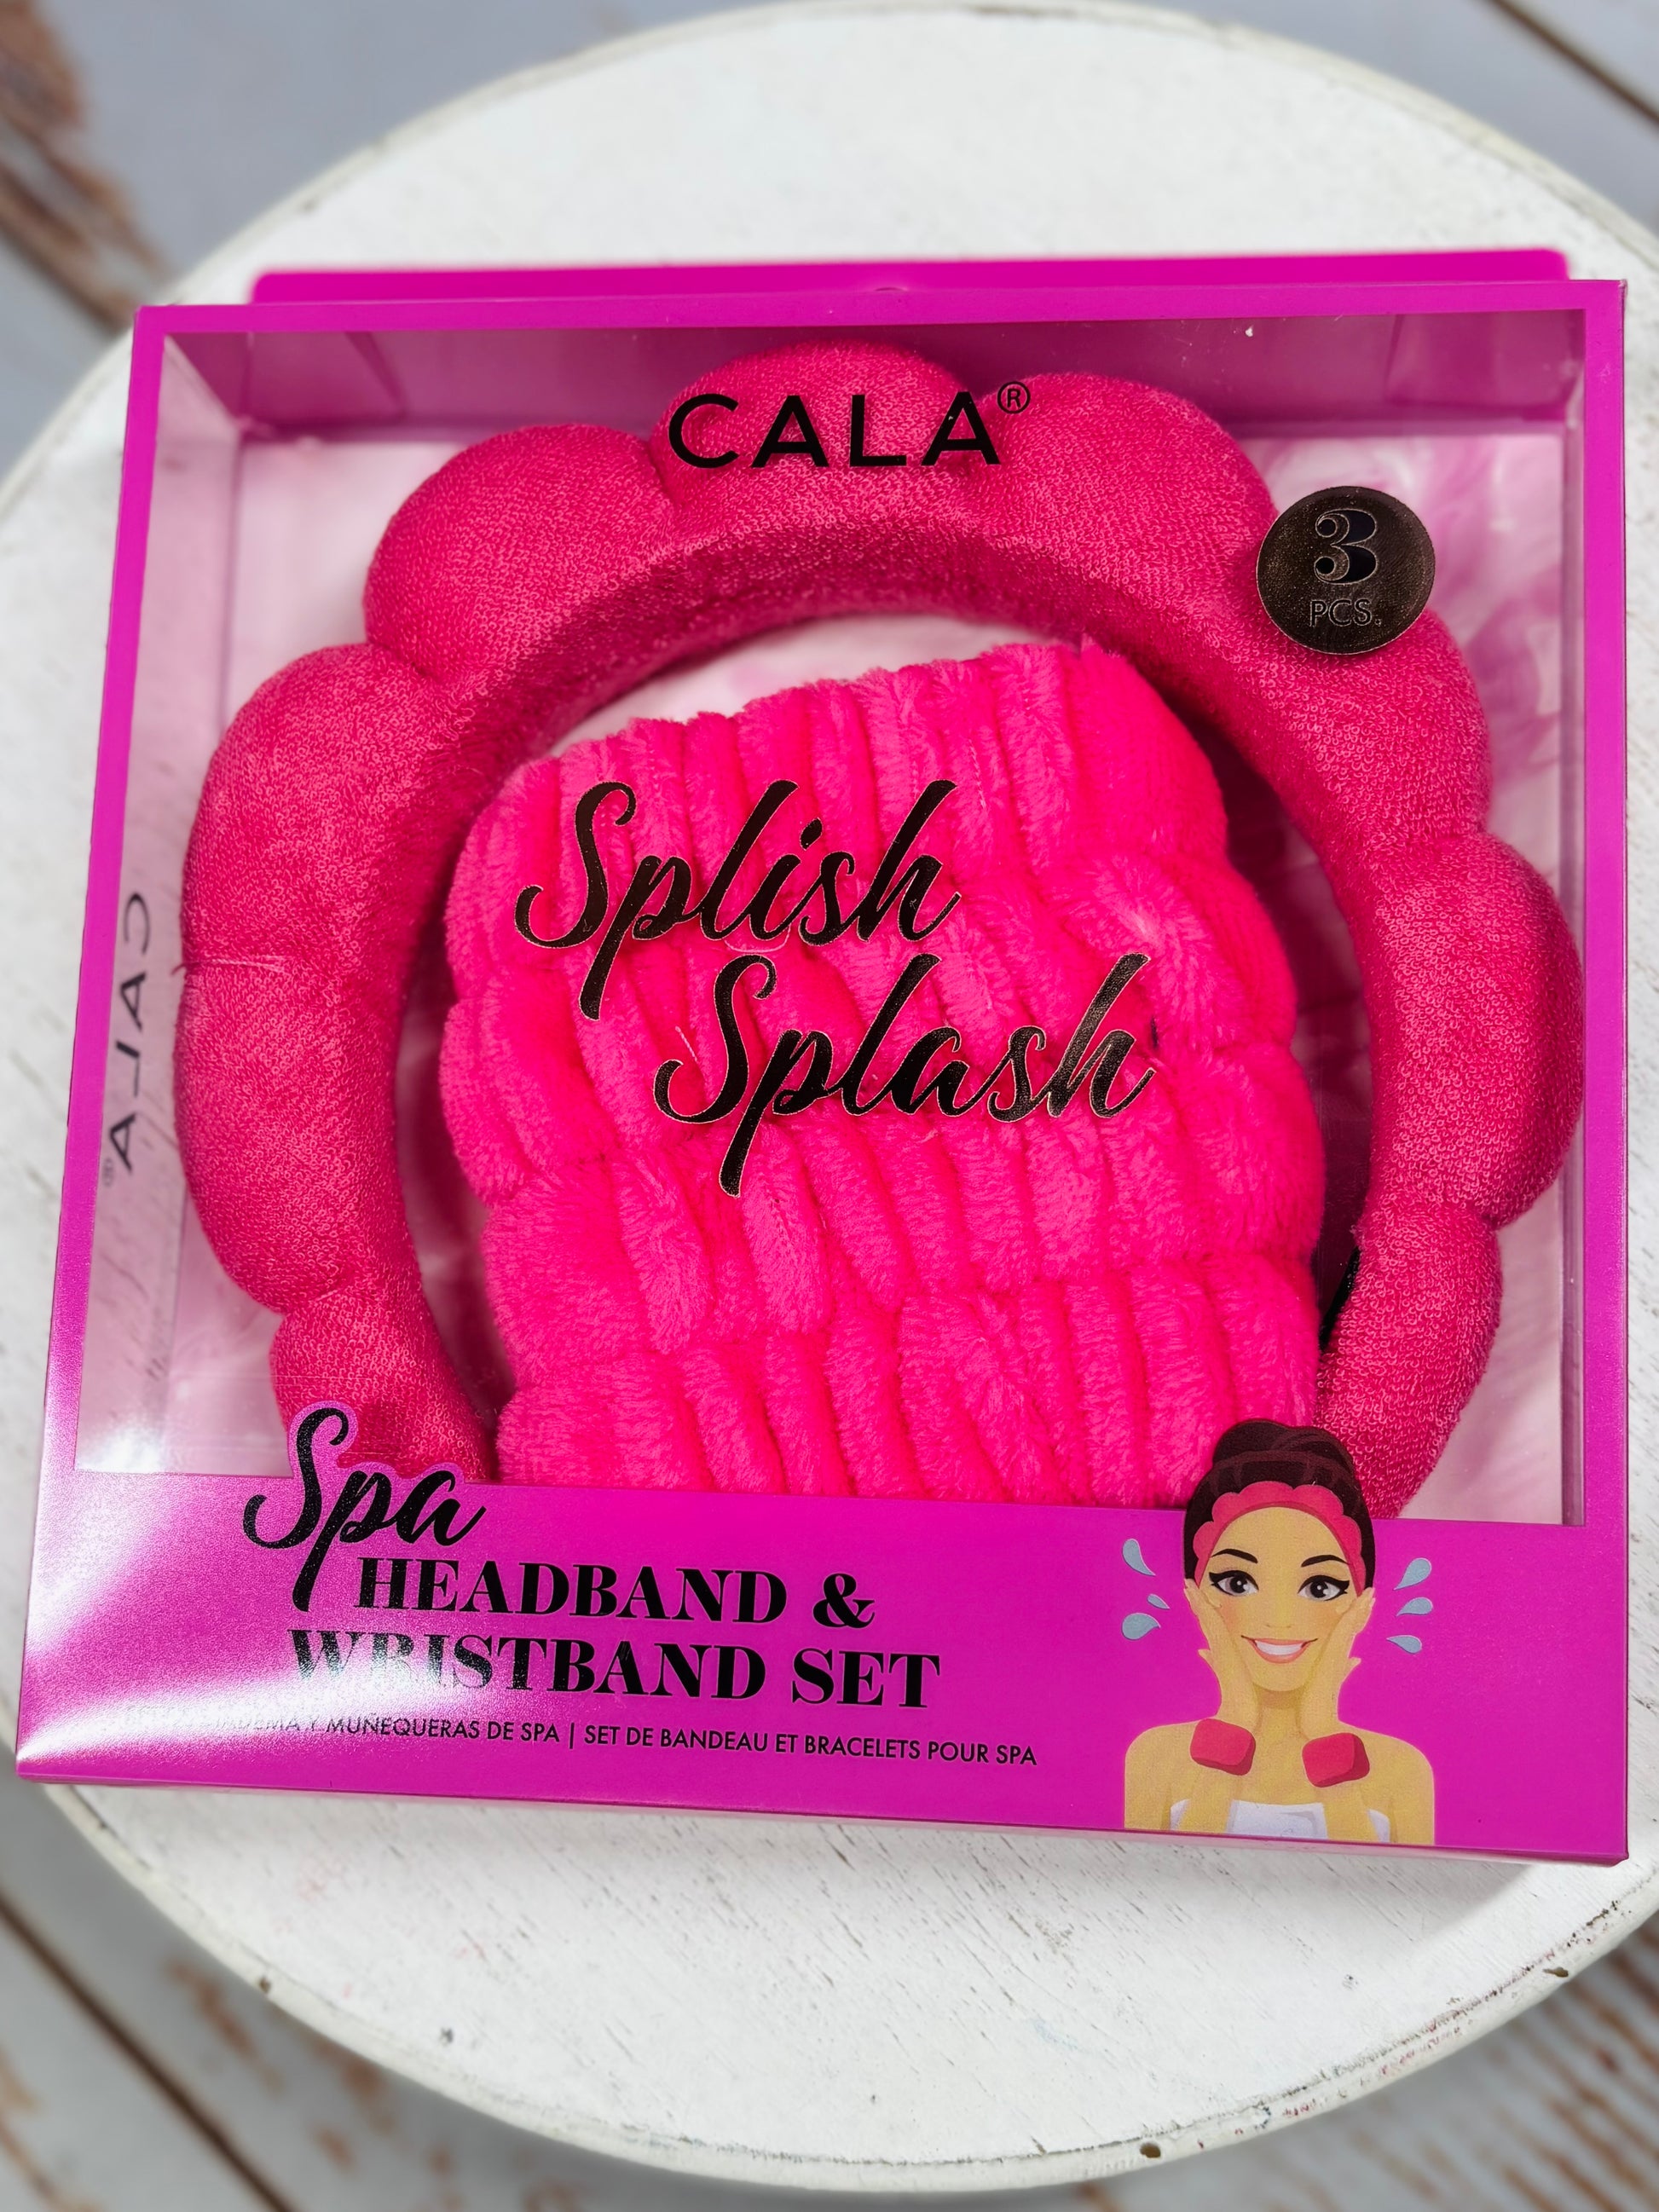 CALA®
3
PCS.
Splish
Splash
CALA®
Spa
HEADBAND &
WRISTBAND SET
Y MUÑEQUERAS DE SPA | SET DE BANDEAU ET BRACELETS POUR SPA